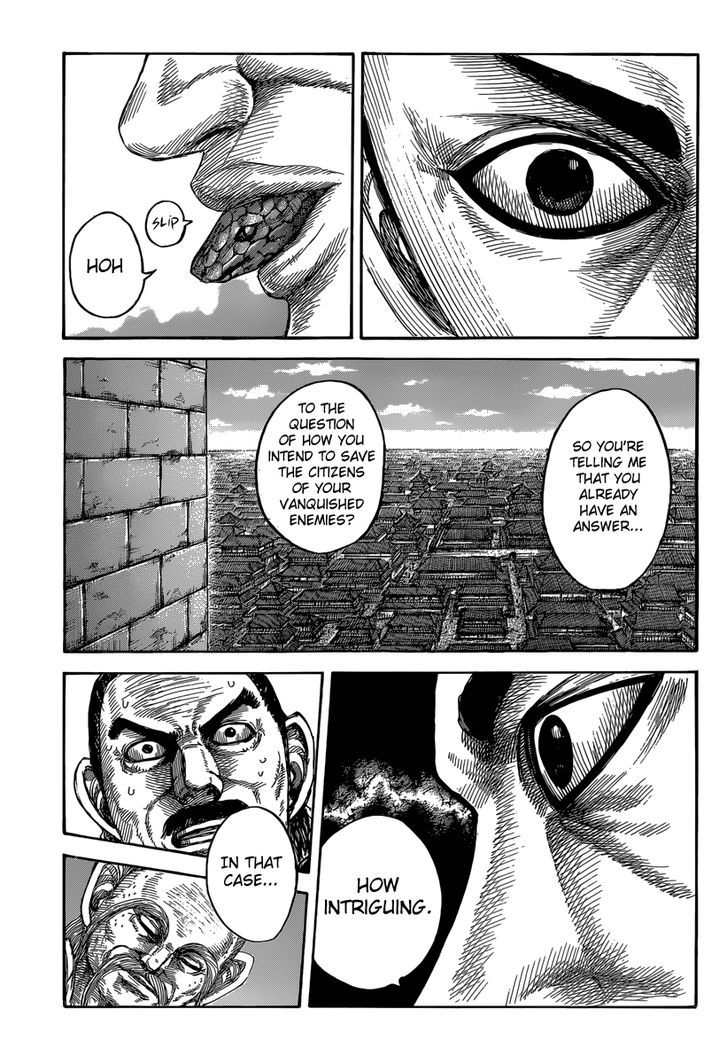 SLIP
HOH
SO YOU'RE
TELLING ME
THAT YOU
ALREADY
HAVE AN
ANSWER...
TO THE
QUESTION
OF HOW YOU
INTEND TO SAVE
THE CITIZENS
OF YOUR
VANQUISHED
ENEMIES?
HOW
INTRIGUING.
IN THAT
CASE...